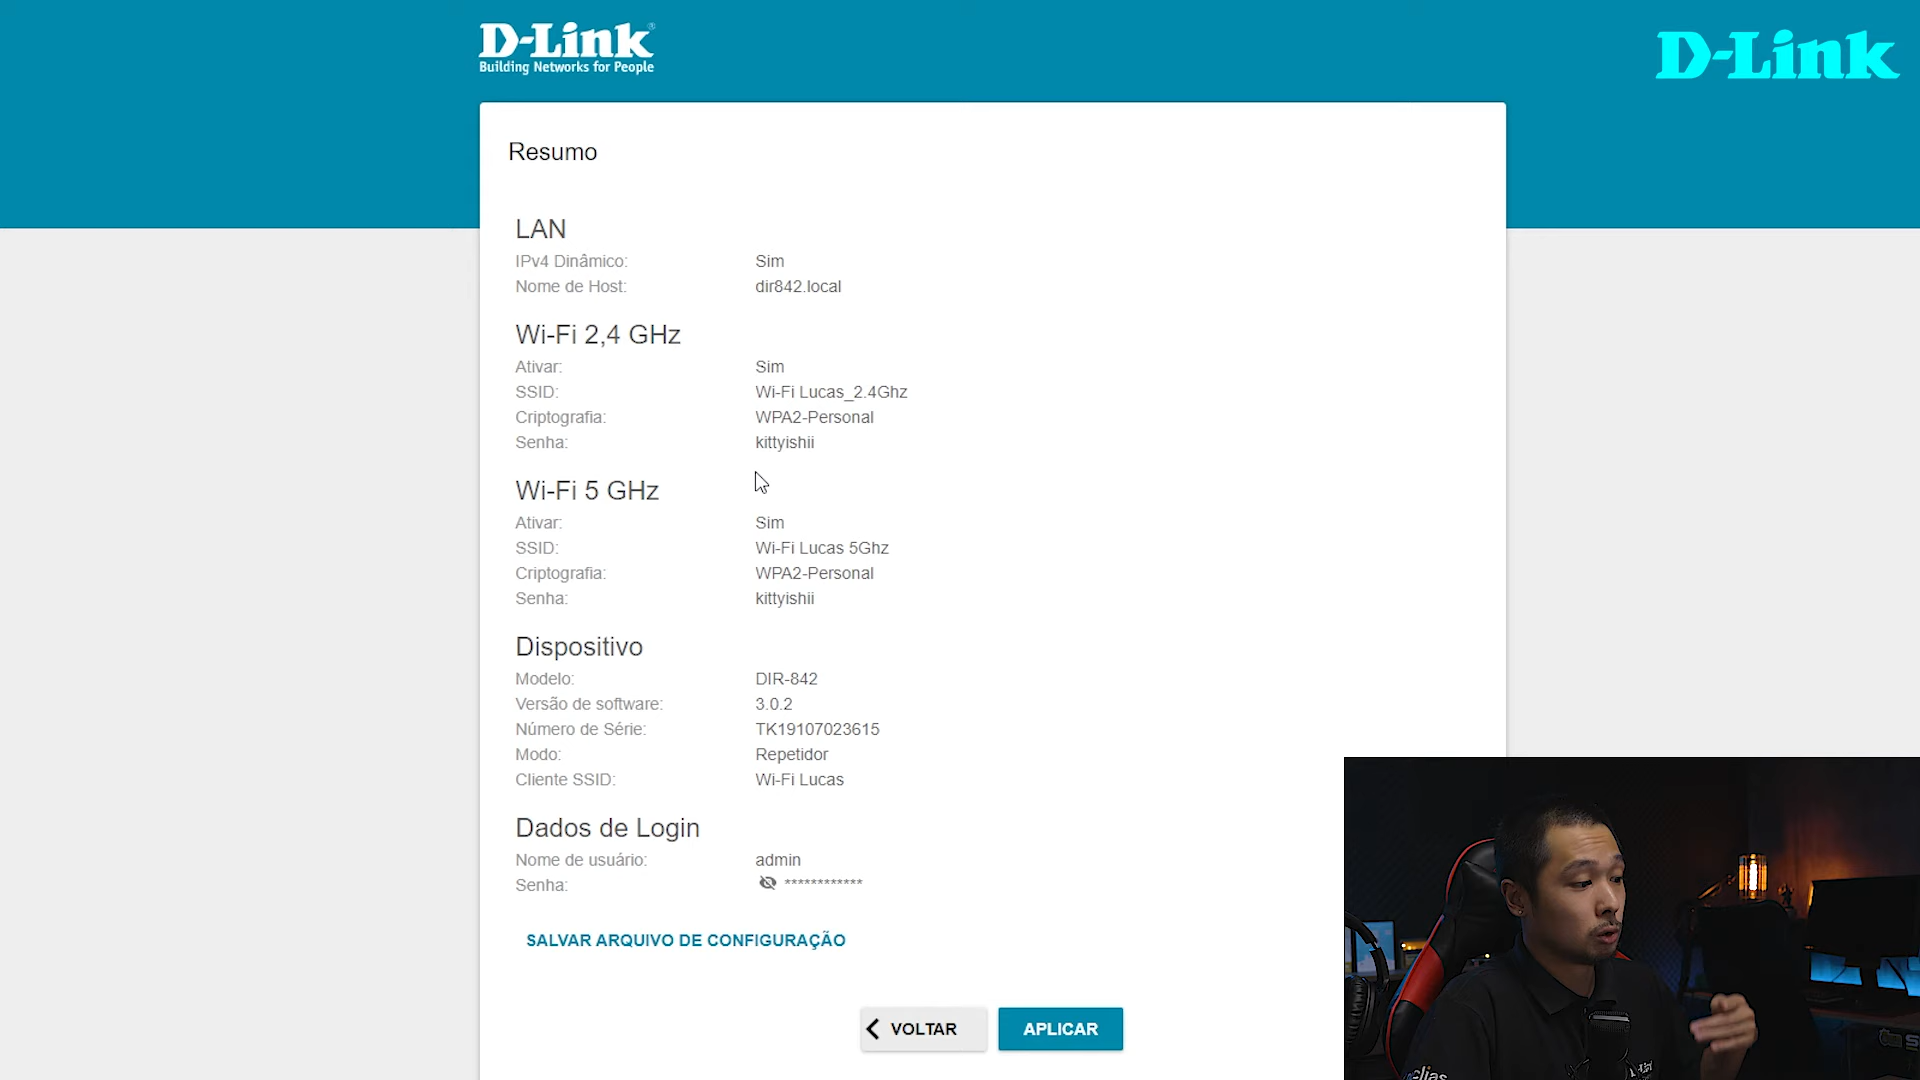 D-Link
Building Networks for People
D-Link
Resumo
LAN
IPv4 Dinâmico: Sim
Nome de Host: dir842.local
Wi-Fi 2,4 GHz
Ativar: Sim
SSID: Wi-Fi Lucas_2.4Ghz
Criptografia: WPA2-Personal
Senha: kittyishii
Wi-Fi 5 GHz
Ativar: Sim
SSID: Wi-Fi Lucas 5Ghz
Criptografia: WPA2-Personal
Senha: kittyishii
Dispositivo
Modelo: DIR-842
Versão de software: 3.0.2
Número de Série: TK19107023615
Modo: Repetidor
Cliente SSID: Wi-Fi Lucas
Dados de Login
Nome de usuário: admin
Senha: ************
SALVAR ARQUIVO DE CONFIGURAÇÃO
VOLTAR
APLICAR